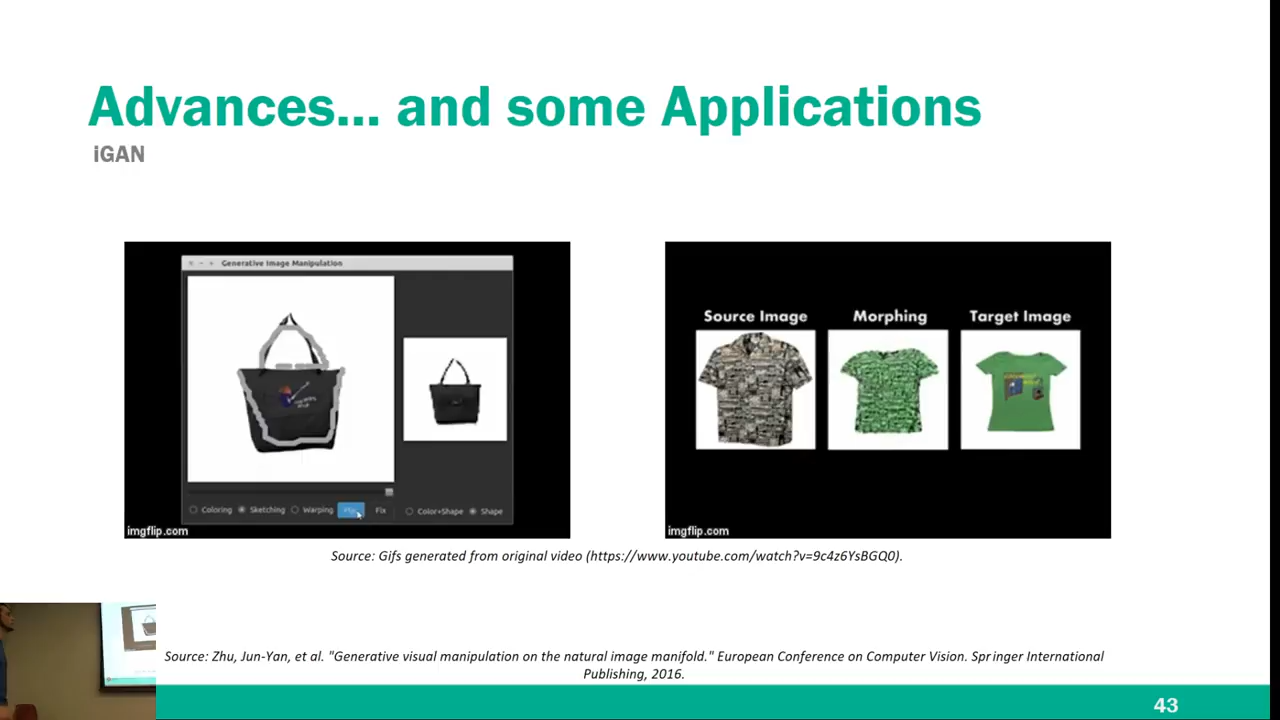 Advances... and some Applications
iGAN
Generative Image Manipulation
Coloring Sketching Warping Fix Color+Shape Shape
imgflip.com
Source Image Morphing Target Image
imgflip.com
Source: Gifs generated from original video (https://www.youtube.com/watch?v=9c4z6YsBGQ0).
Source: Zhu, Jun-Yan, et al. "Generative visual manipulation on the natural image manifold." European Conference on Computer Vision. Springer International
Publishing, 2016.
43